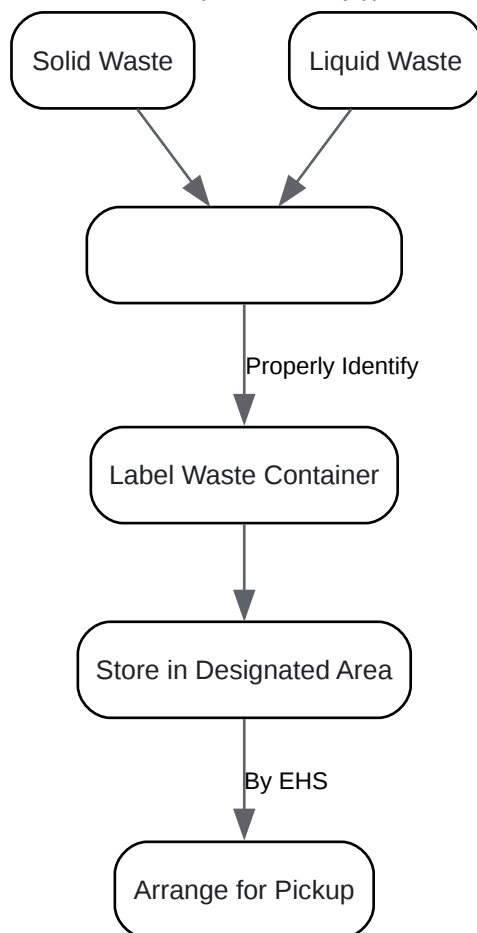 Solid Waste
Liquid Waste
Properly Identify
Label Waste Container
Store in Designated Area
By EHS
Arrange for Pickup